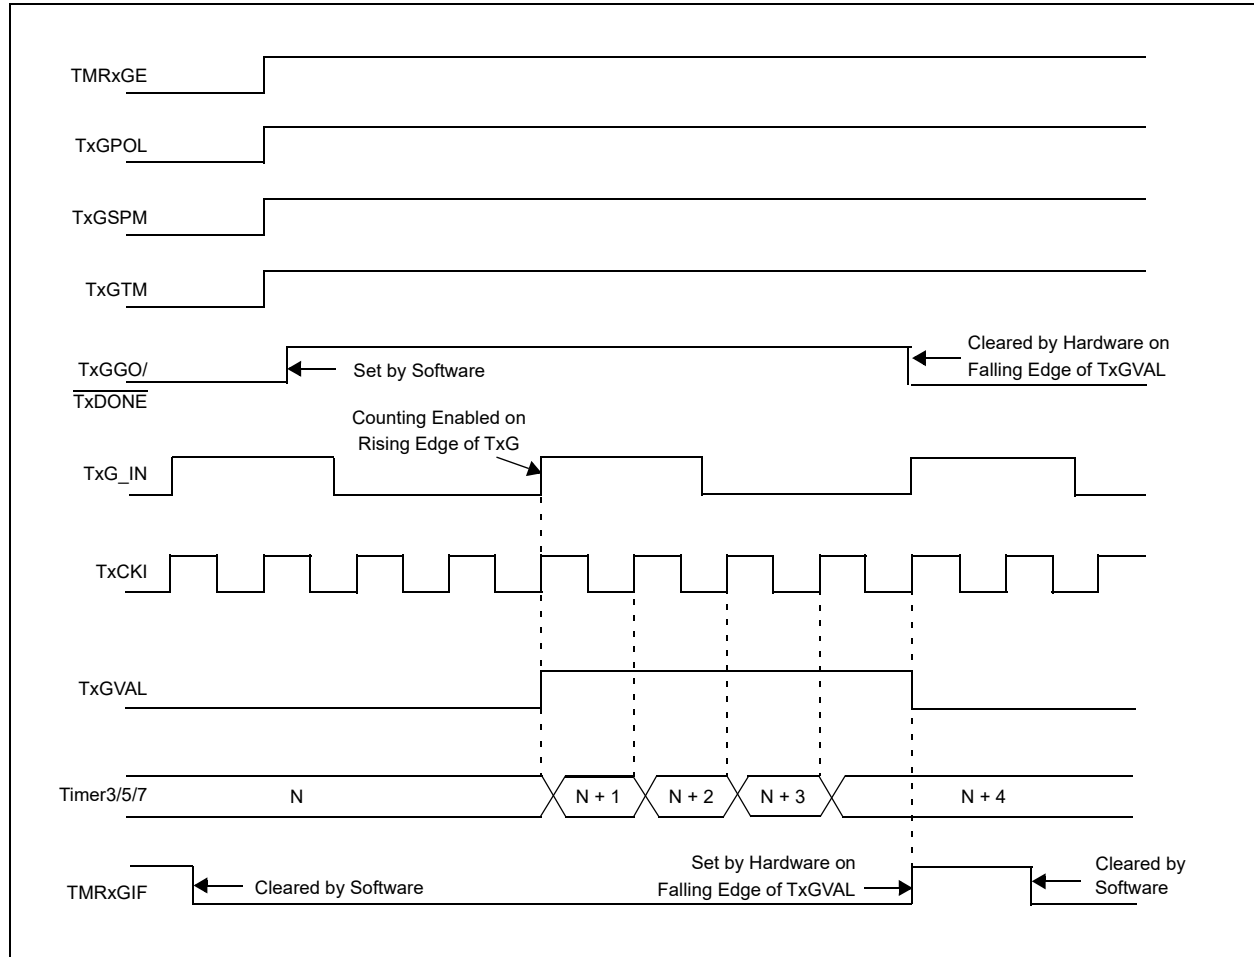 TMRxGE
TxGPOL
TxGSPM
TxGTM
TxGGO/
TxDONE
Set by Software
Cleared by Hardware on
Falling Edge of TxGVAL
Counting Enabled on
Rising Edge of TxG
TxG_IN
TxCKI
TxGVAL
Timer3/5/7
N
N + 1
N + 2
N + 3
N + 4
TMRxGIF
Cleared by Software
Set by Hardware on
Falling Edge of TxGVAL
Cleared by
Software